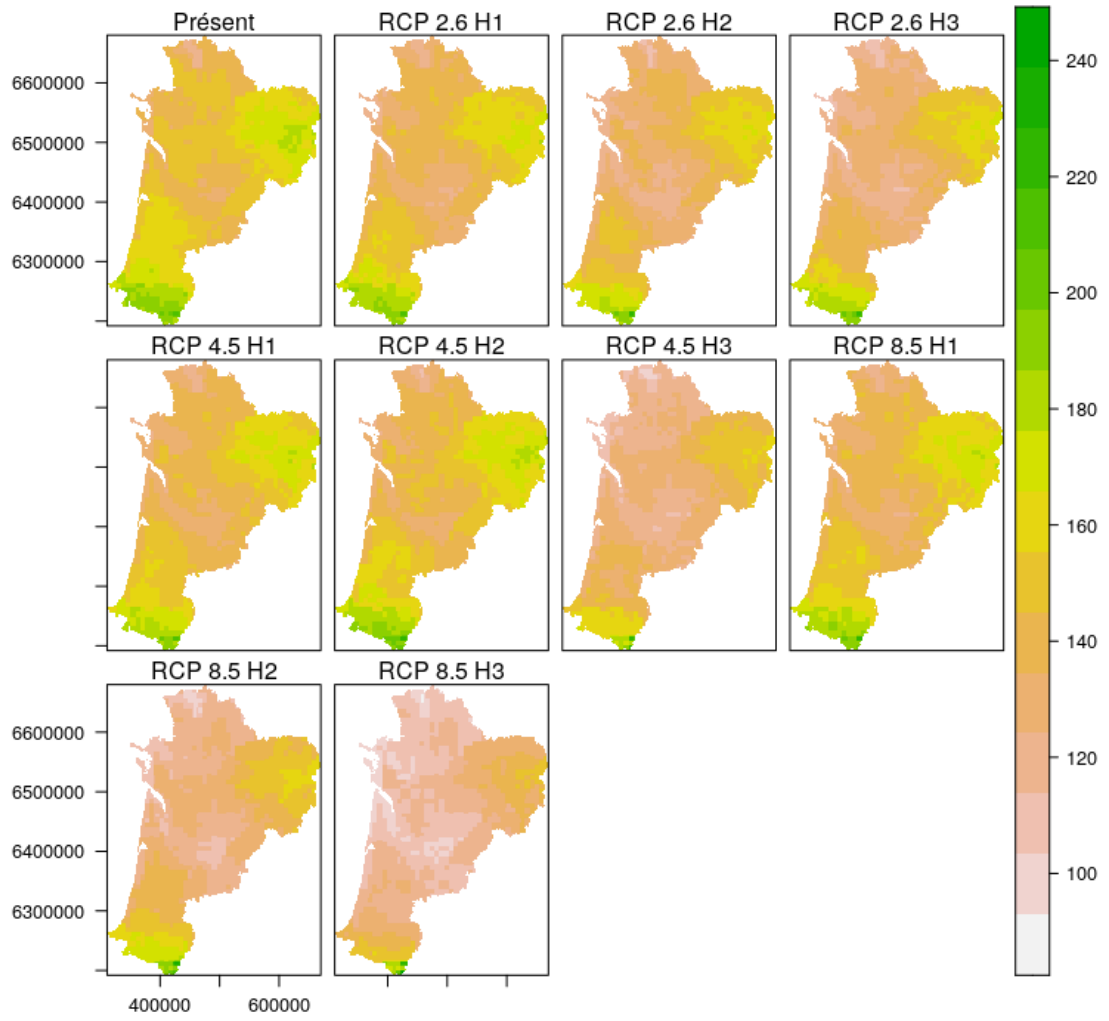 Présent
RCP 2.6 H1
RCP 2.6 H2
RCP 2.6 H3
6600000
6500000
6400000
6300000
RCP 4.5 H1
RCP 4.5 H2
RCP 4.5 H3
RCP 8.5 H1
RCP 8.5 H2
RCP 8.5 H3
6600000
6500000
6400000
6300000
400000
600000
240
220
200
180
160
140
120
100